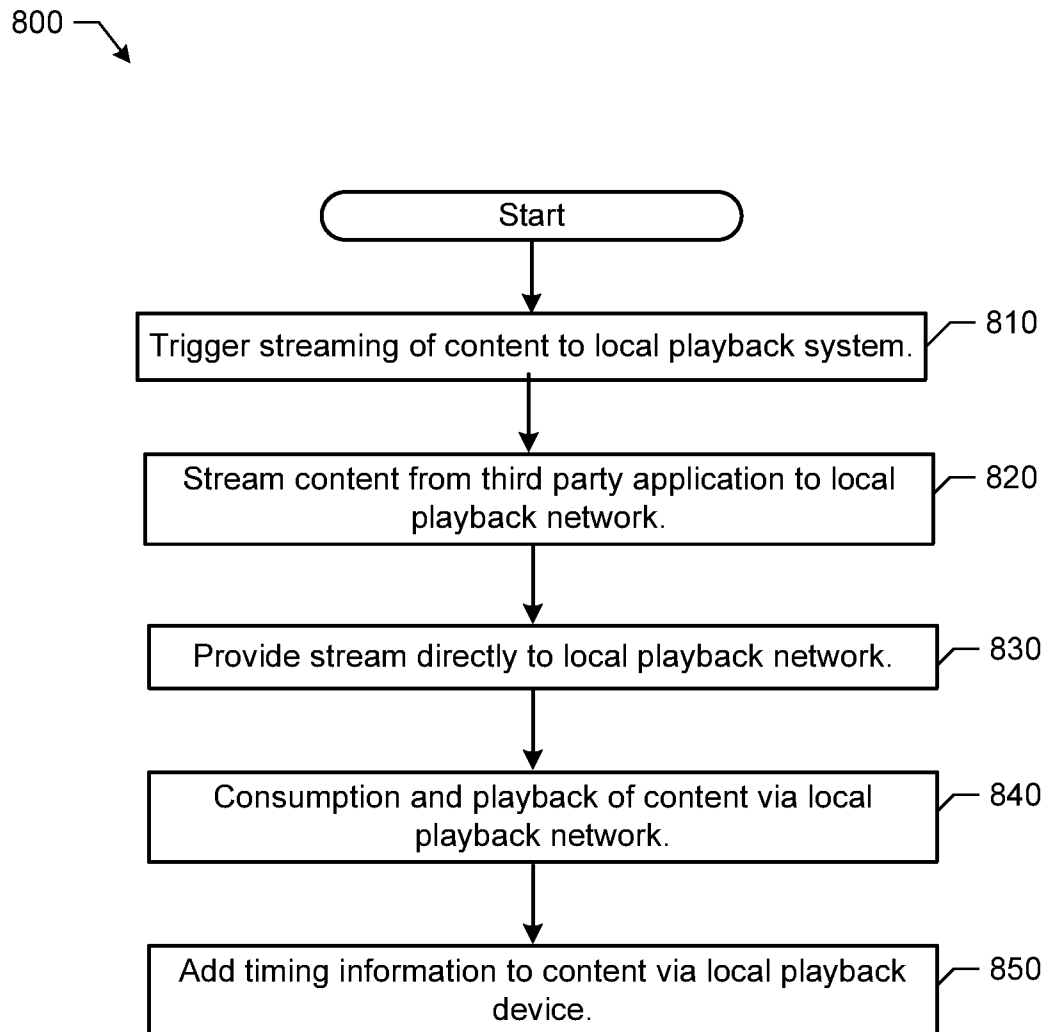 800
Start
Trigger streaming of content to local playback system.
810
Stream content from third party application to local
playback network.
820
Provide stream directly to local playback network.
830
Consumption and playback of content via local
playback network.
840
Add timing information to content via local playback
device.
850